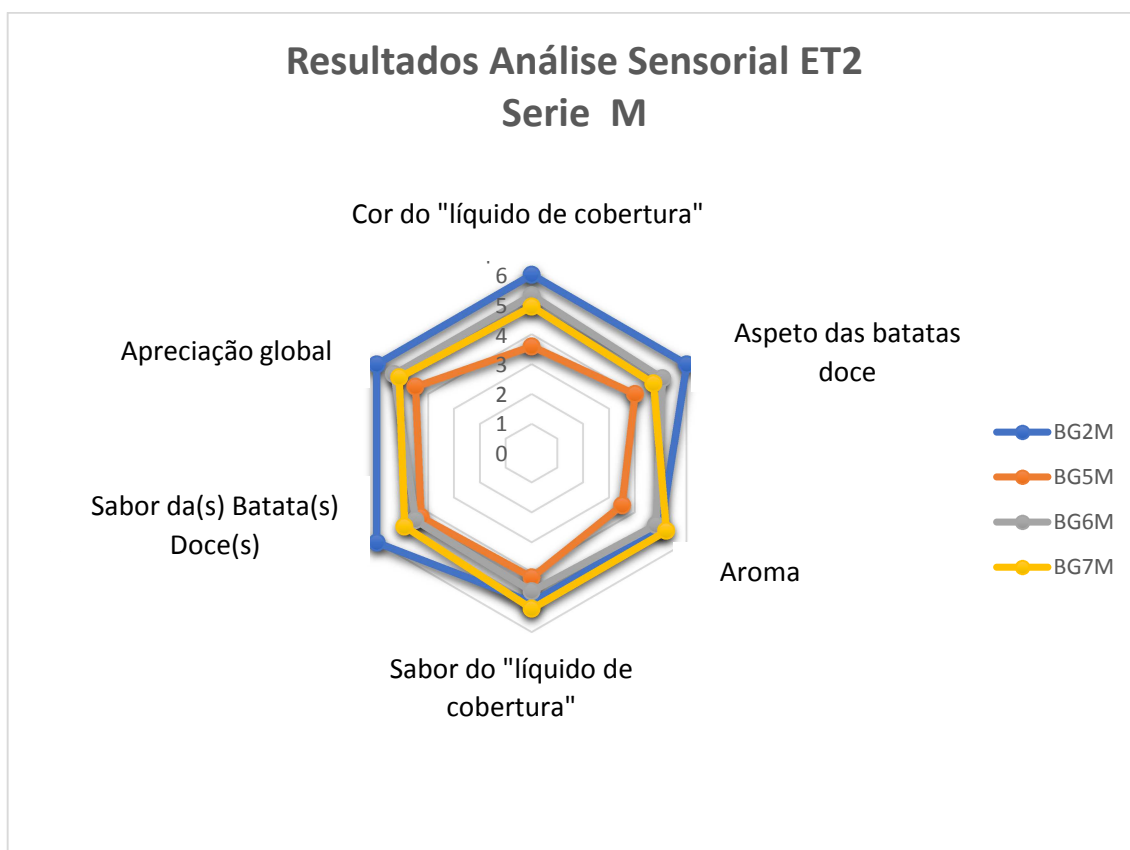 Resultados Análise Sensorial ET2
Serie M
Cor do "líquido de cobertura"
6
5
4
3
2
1
0
Aspeto das batatas
doce
Aroma
Sabor do "líquido de
cobertura"
Sabor da(s) Batata(s)
Doce(s)
Apreciação global
BG2M
BG5M
BG6M
BG7M